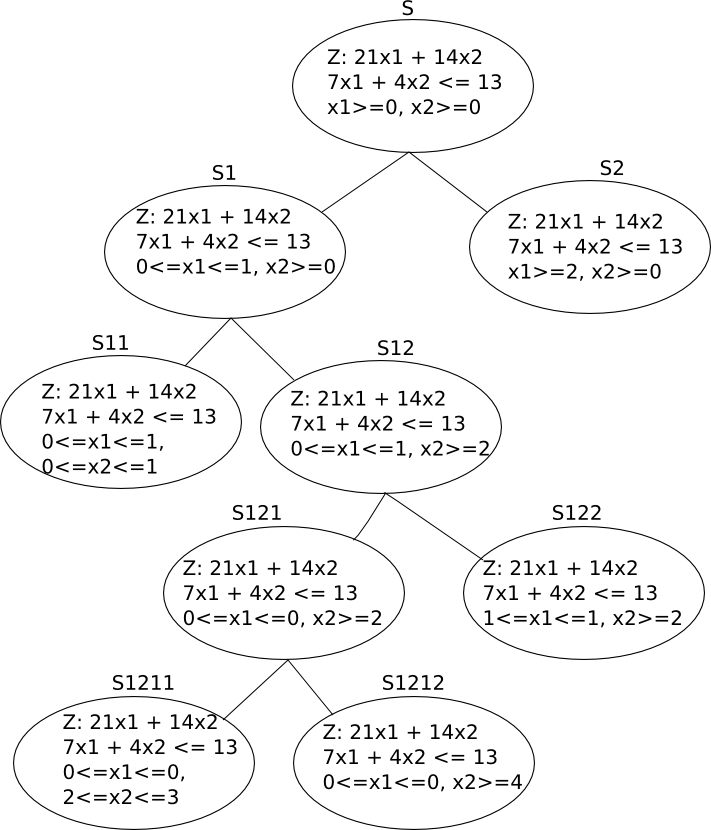 S
Z: 21x1 + 14x2
7x1 + 4x2 <= 13
x1>=0, x2>=0
S1
Z: 21x1 + 14x2
7x1 + 4x2 <= 13
0<=x1<=1, x2>=0
S2
Z: 21x1 + 14x2
7x1 + 4x2 <= 13
x1>=2, x2>=0
S11
Z: 21x1 + 14x2
7x1 + 4x2 <= 13
0<=x1<=1,
0<=x2<=1
S12
Z: 21x1 + 14x2
7x1 + 4x2 <= 13
0<=x1<=1, x2>=2
S121
Z: 21x1 + 14x2
7x1 + 4x2 <= 13
0<=x1<=0, x2>=2
S122
Z: 21x1 + 14x2
7x1 + 4x2 <= 13
1<=x1<=1, x2>=2
S1211
Z: 21x1 + 14x2
7x1 + 4x2 <= 13
0<=x1<=0,
2<=x2<=3
S1212
Z: 21x1 + 14x2
7x1 + 4x2 <= 13
0<=x1<=0, x2>=4